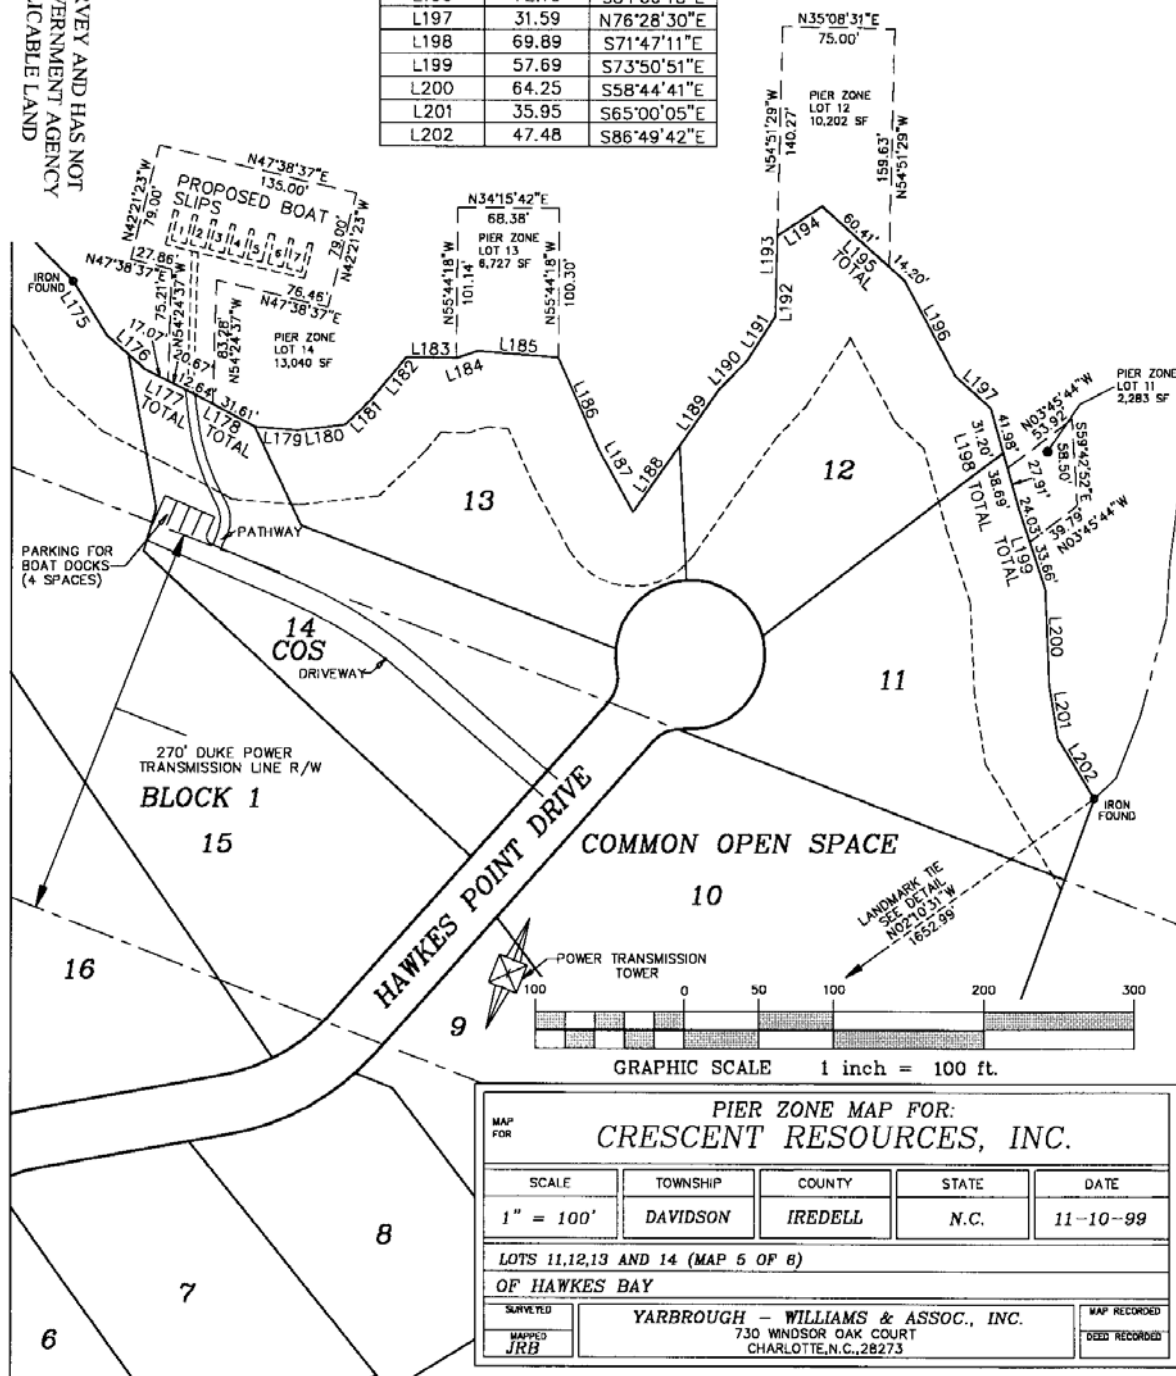 RVEY AND HAS NOT
VERNMENT AGENCY
LICABLE LAND
L197 31.59 N76°28'30"E
L198 69.89 S71°47'11"E
L199 57.69 S73°50'51"E
L200 64.25 S58°44'41"E
L201 35.95 S65°00'05"E
L202 47.48 S86°49'42"E
N35°08'31"E
75.00'
N54°51'29"W
140.27'
PIER ZONE
LOT 12
10,202 SF
159.63'
N54°51'29"W
N47°38'37"E
135.00'
N42°21'23"W
79.00'
PROPOSED BOAT
SLIPS
1 2 3 4 5 6 7
79.00'
N42°21'23"W
27.86'
N47°38'37"E
75.21'
N54°24'37"W
76.46'
N47°38'37"E
83.28'
N54°24'37"W
PIER ZONE
LOT 14
13,040 SF
N34°15'42"E
68.38'
N55°44'18"W
101.14'
PIER ZONE
LOT 13
6,727 SF
N55°44'18"W
100.30'
IRON
FOUND
L175
L176
17.07'
20.67'
12.64'
L177
TOTAL
31.61'
L178
TOTAL
L179
L180
L181
L182
L183
L184
L185
L186
L187
L188
L189
L190
L191
L192
L193
L194
60.41'
L195
TOTAL
14.20'
L196
L197
PIER ZONE
LOT 11
2,283 SF
N03°45'44"W
53.92'
41.98'
31.20'
L198 TOTAL
S59°42'52"E
58.50'
27.91'
38.69'
24.03'
39.79'
N03°45'44"W
L199
TOTAL
33.66'
L200
L201
L202
IRON
FOUND
13
12
11
PATHWAY
PARKING FOR
BOAT DOCKS
(4 SPACES)
14
COS
DRIVEWAY
270' DUKE POWER
TRANSMISSION LINE R/W
BLOCK 1
15
16
HAWKES POINT DRIVE
COMMON OPEN SPACE
10
LANDMARK TIE
SEE DETAIL
N02°10'31"W
1652.99'
POWER TRANSMISSION
TOWER
9
100 0 50 100 200 300
GRAPHIC SCALE 1 inch = 100 ft.
8
7
6
MAP
FOR
PIER ZONE MAP FOR:
CRESCENT RESOURCES, INC.
SCALE TOWNSHIP COUNTY STATE DATE
1" = 100' DAVIDSON IREDELL N.C. 11-10-99
LOTS 11,12,13 AND 14 (MAP 5 OF 6)
OF HAWKES BAY
SURVEYED
MAPPED
JRB
YARBROUGH - WILLIAMS & ASSOC., INC.
730 WINDSOR OAK COURT
CHARLOTTE,N.C.,28273
MAP RECORDED
DEED RECORDED